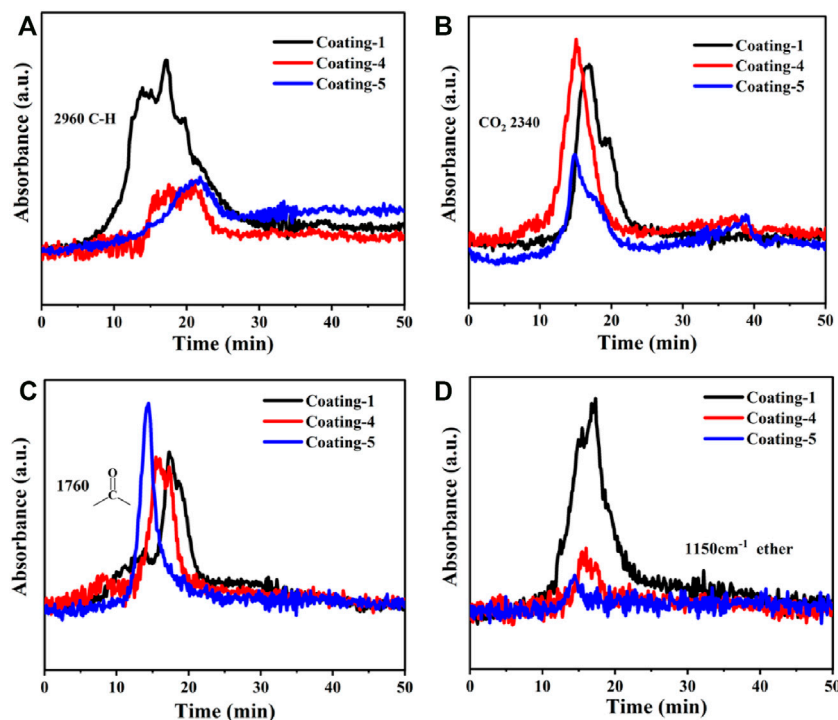 A
Absorbance (a.u.)
2960 C-H
Coating-1
Coating-4
Coating-5
0 10 20 30 40 50
Time (min)
B
Absorbance (a.u.)
CO₂ 2340
Coating-1
Coating-4
Coating-5
0 10 20 30 40 50
Time (min)
C
Absorbance (a.u.)
1760
O
C
Coating-1
Coating-4
Coating-5
0 10 20 30 40 50
Time (min)
D
Absorbance (a.u.)
Coating-1
Coating-4
Coating-5
1150cm⁻¹ ether
0 10 20 30 40 50
Time (min)